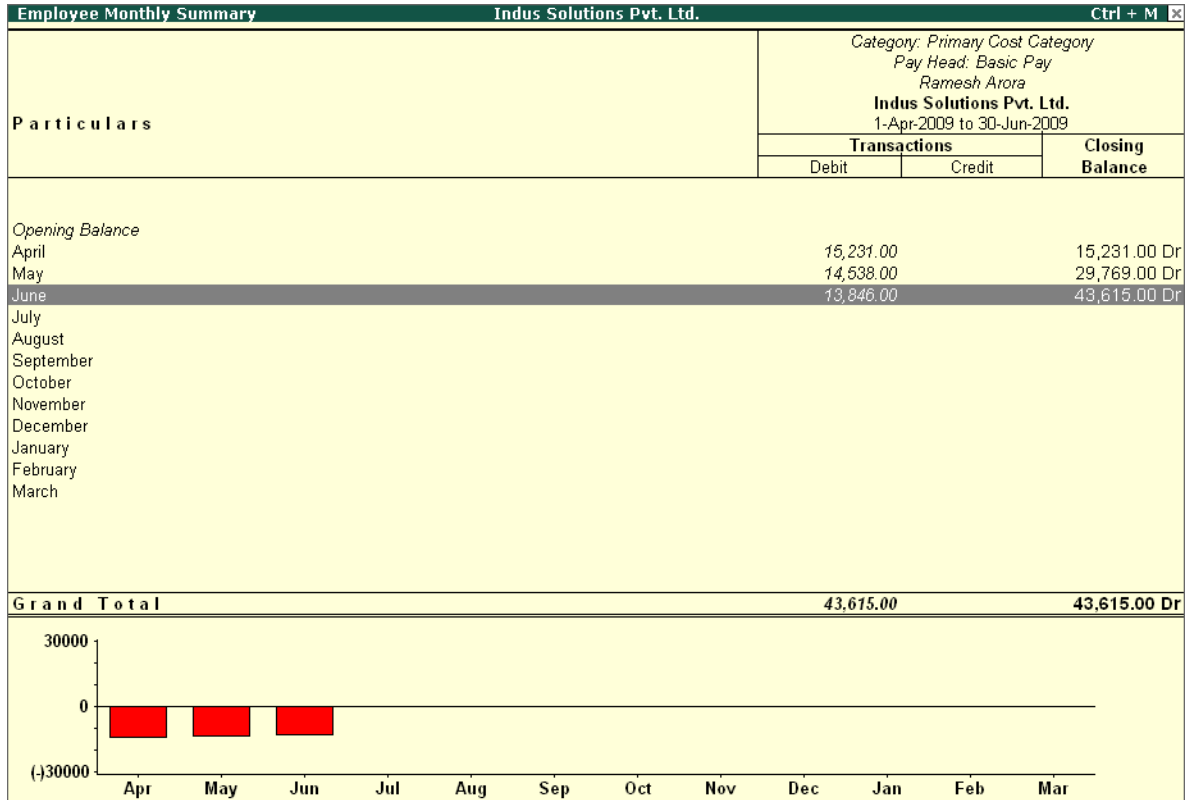 Employee Monthly Summary Indus Solutions Pvt. Ltd. Ctrl + M
Category: Primary Cost Category
Pay Head: Basic Pay
Ramesh Arora
Indus Solutions Pvt. Ltd.
Particulars 1-Apr-2009 to 30-Jun-2009
Transactions Closing
Debit Credit Balance
Opening Balance
April 15,231.00 15,231.00 Dr
May 14,538.00 29,769.00 Dr
June 13,846.00 43,615.00 Dr
July
August
September
October
November
December
January
February
March
Grand Total 43,615.00 43,615.00 Dr
30000
0
(-)30000
Apr May Jun Jul Aug Sep Oct Nov Dec Jan Feb Mar